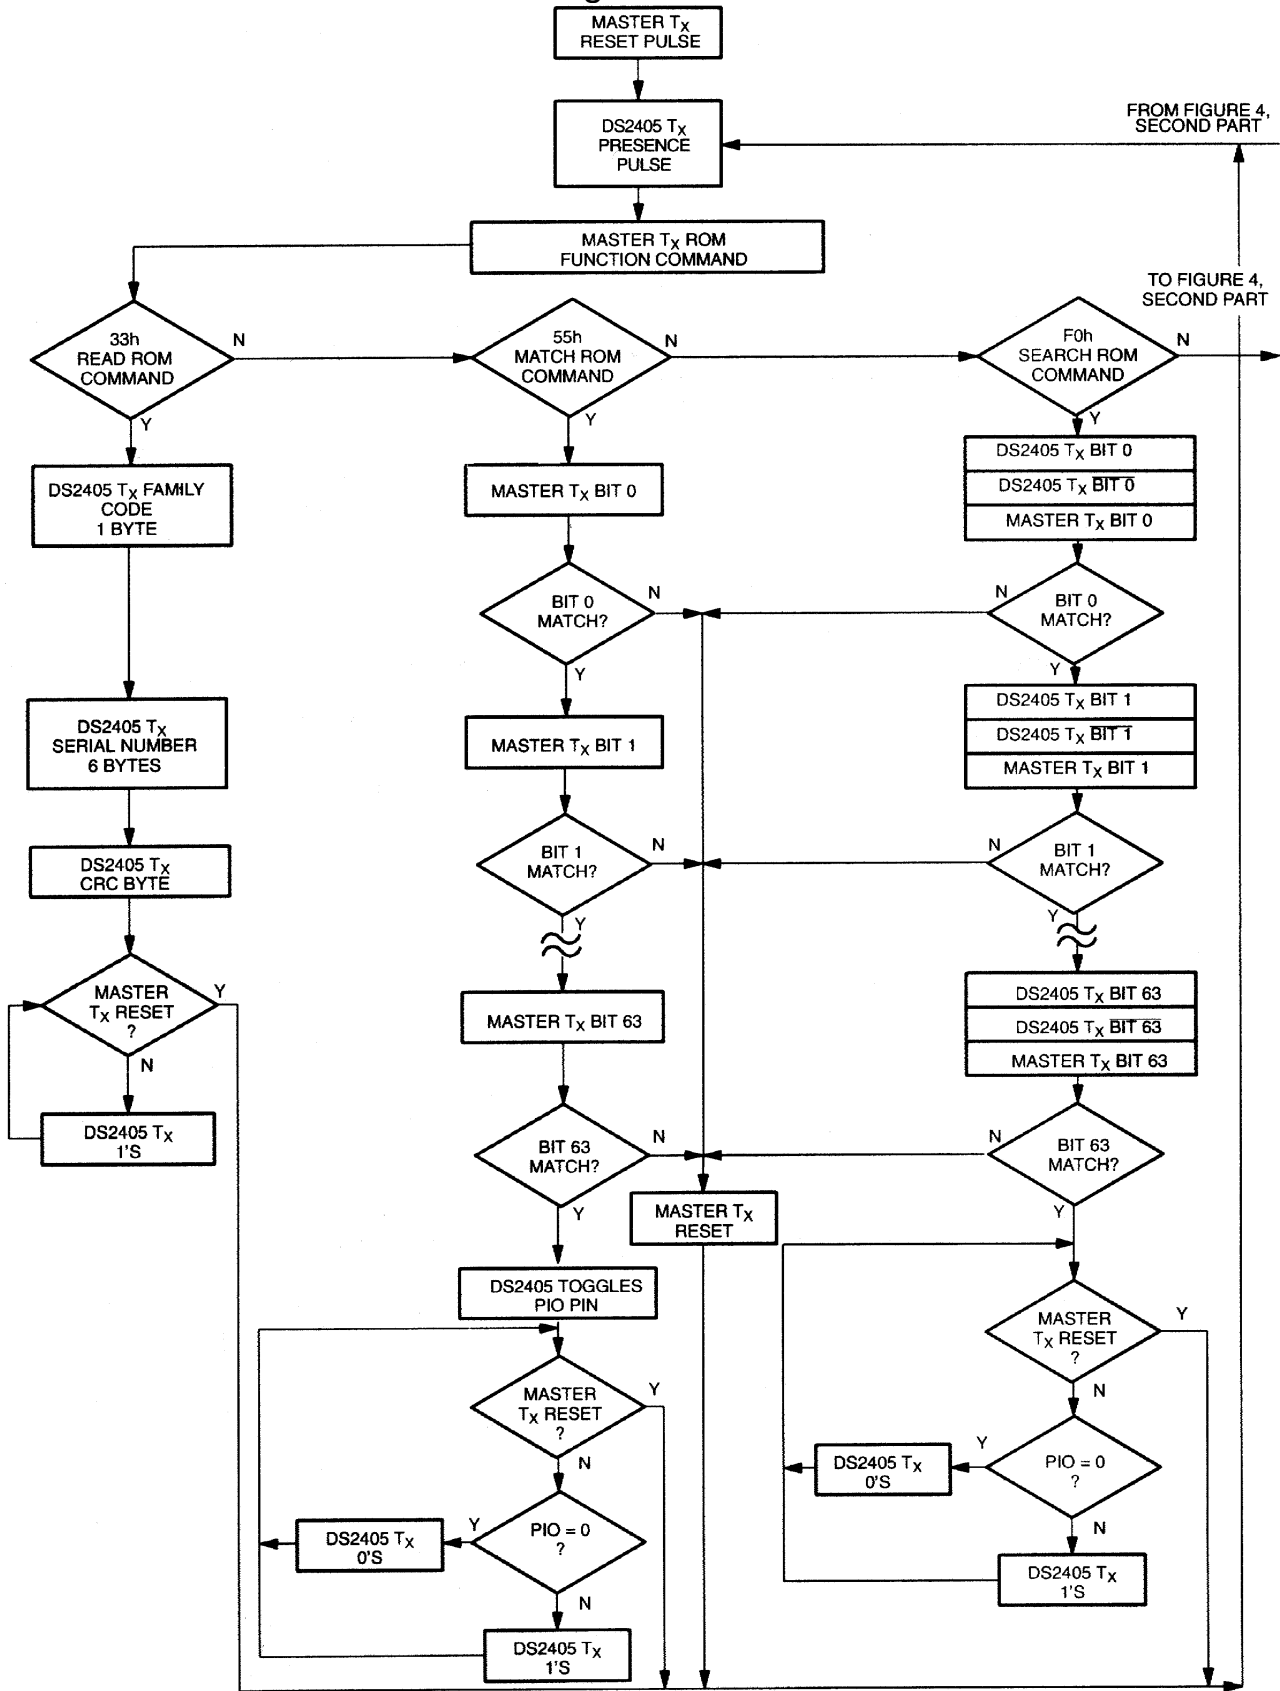 MASTER TX
RESET PULSE
DS2405 TX
PRESENCE
PULSE
FROM FIGURE 4,
SECOND PART
MASTER TX ROM
FUNCTION COMMAND
TO FIGURE 4,
SECOND PART
33h
READ ROM
COMMAND
N
Y
55h
MATCH ROM
COMMAND
N
Y
F0h
SEARCH ROM
COMMAND
N
Y
DS2405 TX FAMILY
CODE
1 BYTE
DS2405 TX
SERIAL NUMBER
6 BYTES
DS2405 TX
CRC BYTE
MASTER
TX RESET
?
Y
N
DS2405 TX
1'S
MASTER TX BIT 0
BIT 0
MATCH?
N
Y
MASTER TX BIT 1
BIT 1
MATCH?
N
Y
MASTER TX BIT 63
BIT 63
MATCH?
N
Y
DS2405 TOGGLES
PIO PIN
MASTER
TX RESET
?
Y
N
PIO = 0
?
Y
N
DS2405 TX
0'S
DS2405 TX
1'S
MASTER TX
RESET
DS2405 TX BIT 0
DS2405 TX BIT 0
MASTER TX BIT 0
BIT 0
MATCH?
N
Y
DS2405 TX BIT 1
DS2405 TX BIT 1
MASTER TX BIT 1
BIT 1
MATCH?
N
Y
DS2405 TX BIT 63
DS2405 TX BIT 63
MASTER TX BIT 63
BIT 63
MATCH?
N
Y
MASTER
TX RESET
?
Y
N
PIO = 0
?
Y
N
DS2405 TX
0'S
DS2405 TX
1'S